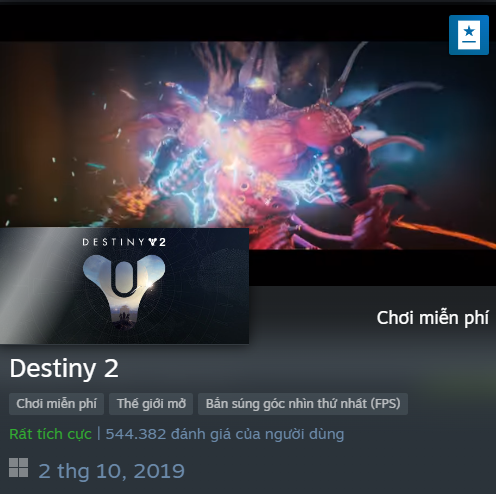 DESTINY 2
Chơi miễn phí
Destiny 2
Chơi miễn phí Thế giới mở Bắn súng góc nhìn thứ nhất (FPS)
Rất tích cực | 544.382 đánh giá của người dùng
2 thg 10, 2019